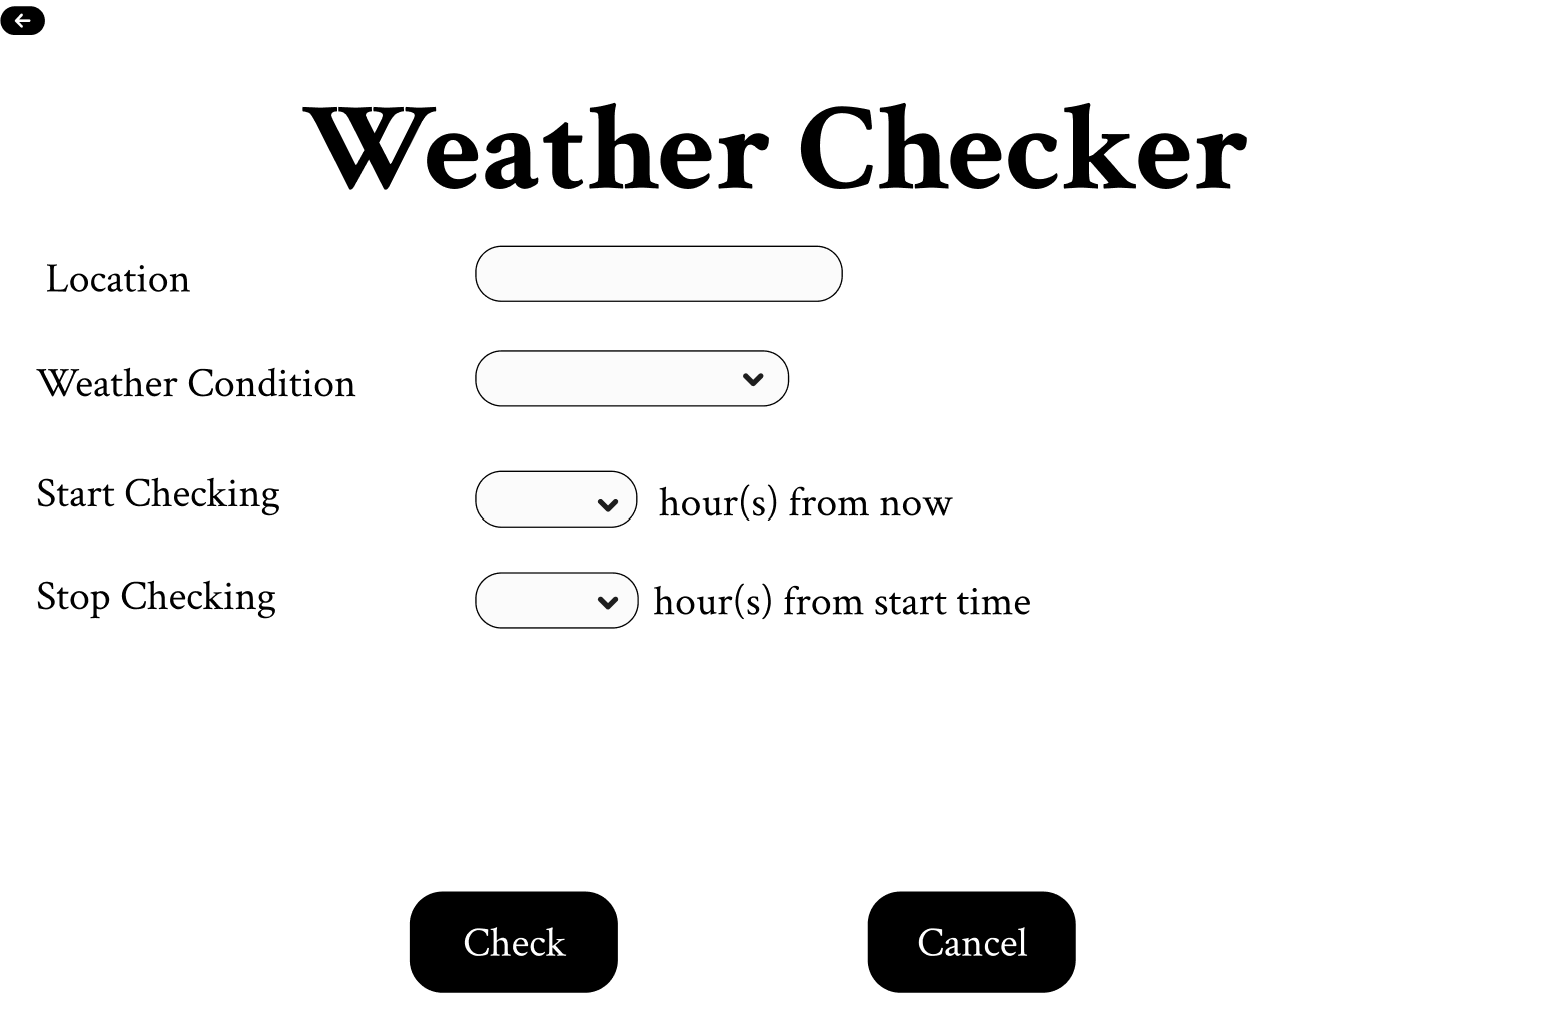 Weather Checker
Location
Weather Condition
Start Checking hour(s) from now
Stop Checking hour(s) from start time
Check Cancel